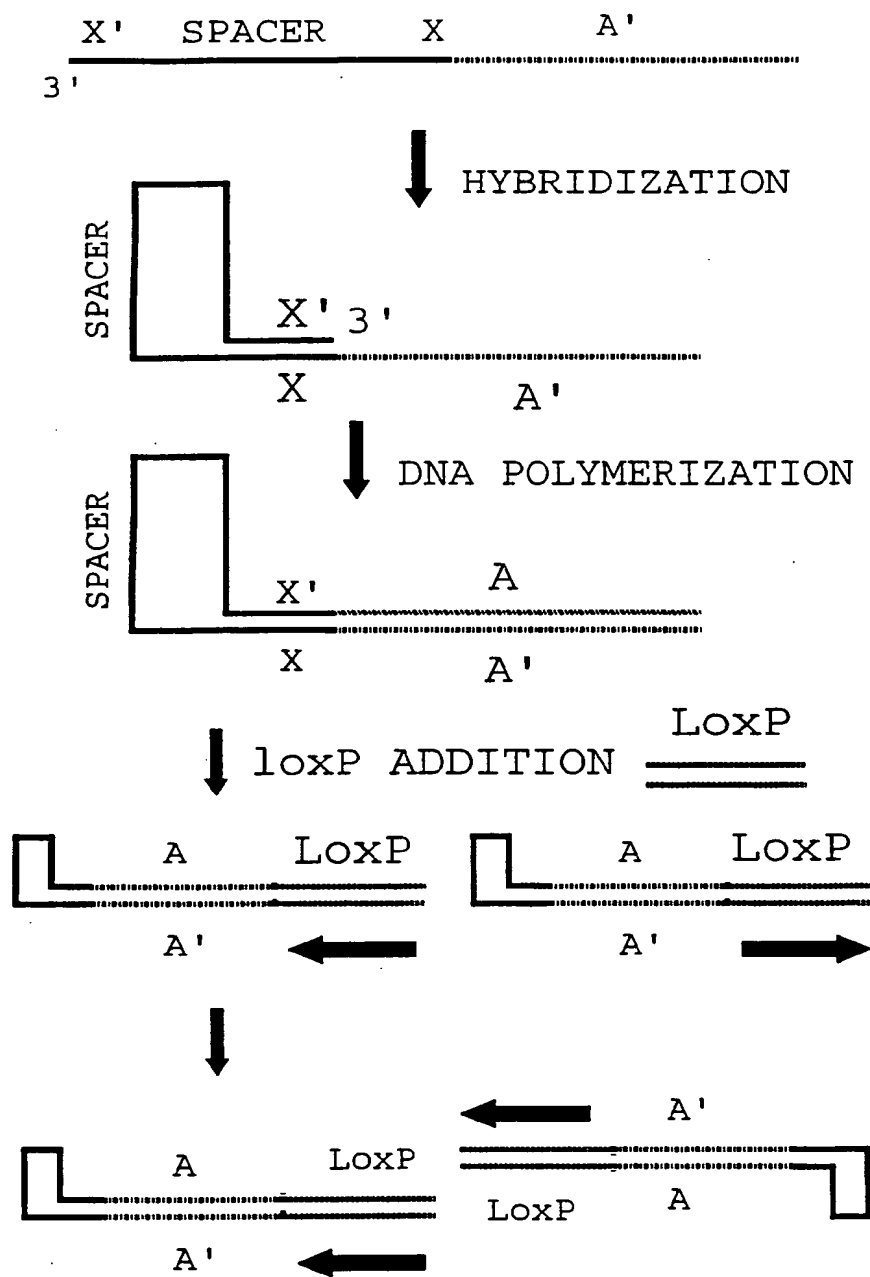 X' SPACER X A'
3'
HYBRIDIZATION
SPACER
X' 3'
X A'
DNA POLYMERIZATION
SPACER
X' A
X A'
LoxP
loxP ADDITION
A LoxP A LoxP
A' A'
A'
A LoxP
LoxP A
A'